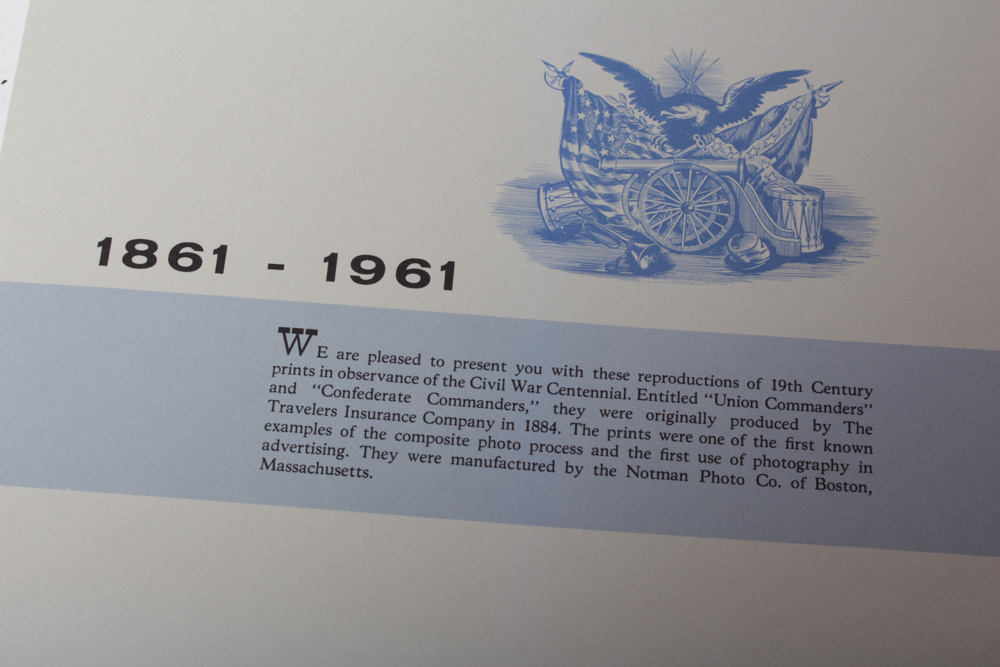 1861 - 1961
WE are pleased to present you with these reproductions of 19th Century
prints in observance of the Civil War Centennial. Entitled “Union Commanders”
and “Confederate Commanders,” they were originally produced by The
Travelers Insurance Company in 1884. The prints were one of the first known
examples of the composite photo process and the first use of photography in
advertising. They were manufactured by the Notman Photo Co. of Boston,
Massachusetts.